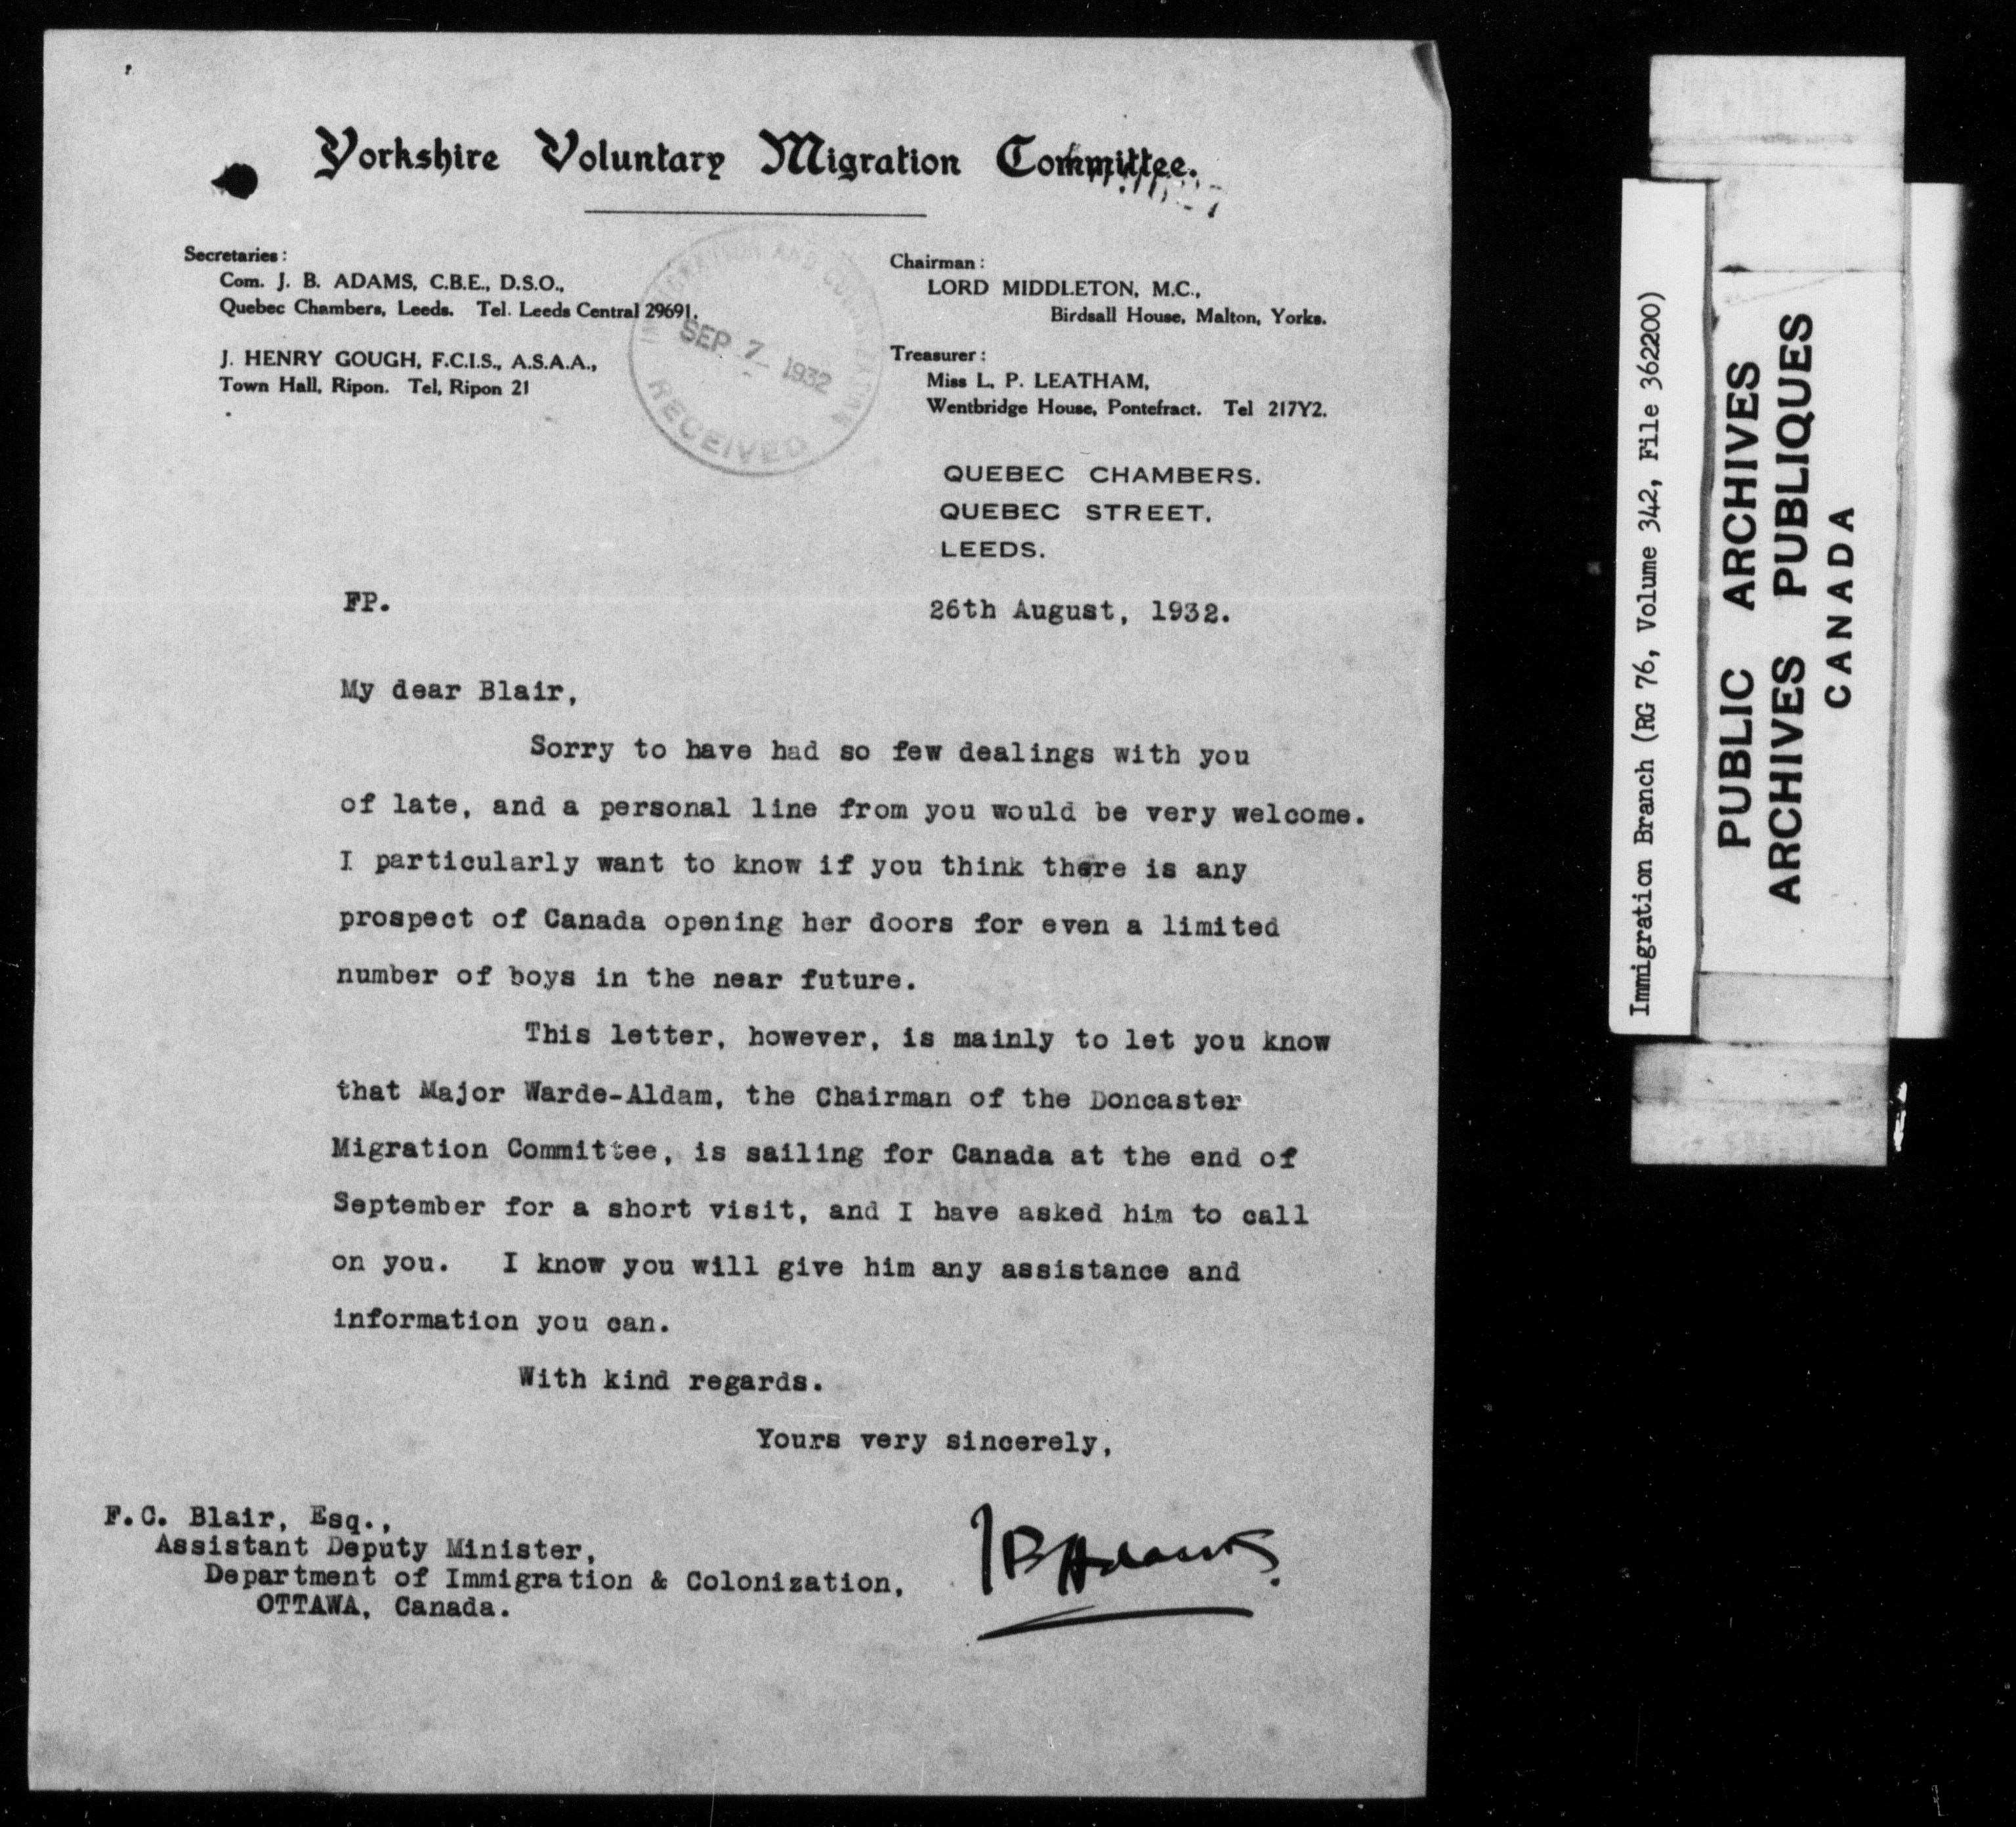 Yorkshire Voluntary Migration Committee.
Secretaries:
Com. J. B. ADAMS, C.B.E., D.S.O.,
Quebec Chambers, Leeds. Tel. Leeds Central 29691.
J. HENRY GOUGH, F.C.I.S., A.S.A.A.,
Town Hall, Ripon. Tel, Ripon 21
Chairman:
LORD MIDDLETON, M.C.,
Birdsall House, Malton, Yorks.
Treasurer:
Miss L. P. LEATHAM,
Wentbridge House, Pontefract. Tel 217Y2.
IMMIGRATION AND
SEP 7 - 1932
RECEIVED
QUEBEC CHAMBERS.
QUEBEC STREET.
LEEDS.
FP.
26th August, 1932.
My dear Blair,
Sorry to have had so few dealings with you
of late, and a personal line from you would be very welcome.
I particularly want to know if you think there is any
prospect of Canada opening her doors for even a limited
number of boys in the near future.
This letter, however, is mainly to let you know
that Major Warde-Aldam, the Chairman of the Doncaster
Migration Committee, is sailing for Canada at the end of
September for a short visit, and I have asked him to call
on you. I know you will give him any assistance and
information you can.
With kind regards.
Yours very sincerely,
JBAdams.
F.C. Blair, Esq.,
Assistant Deputy Minister,
Department of Immigration & Colonization,
OTTAWA, Canada.
Immigration Branch (RG 76, Volume 342, File 362200)
PUBLIC ARCHIVES
ARCHIVES PUBLIQUES
CANADA